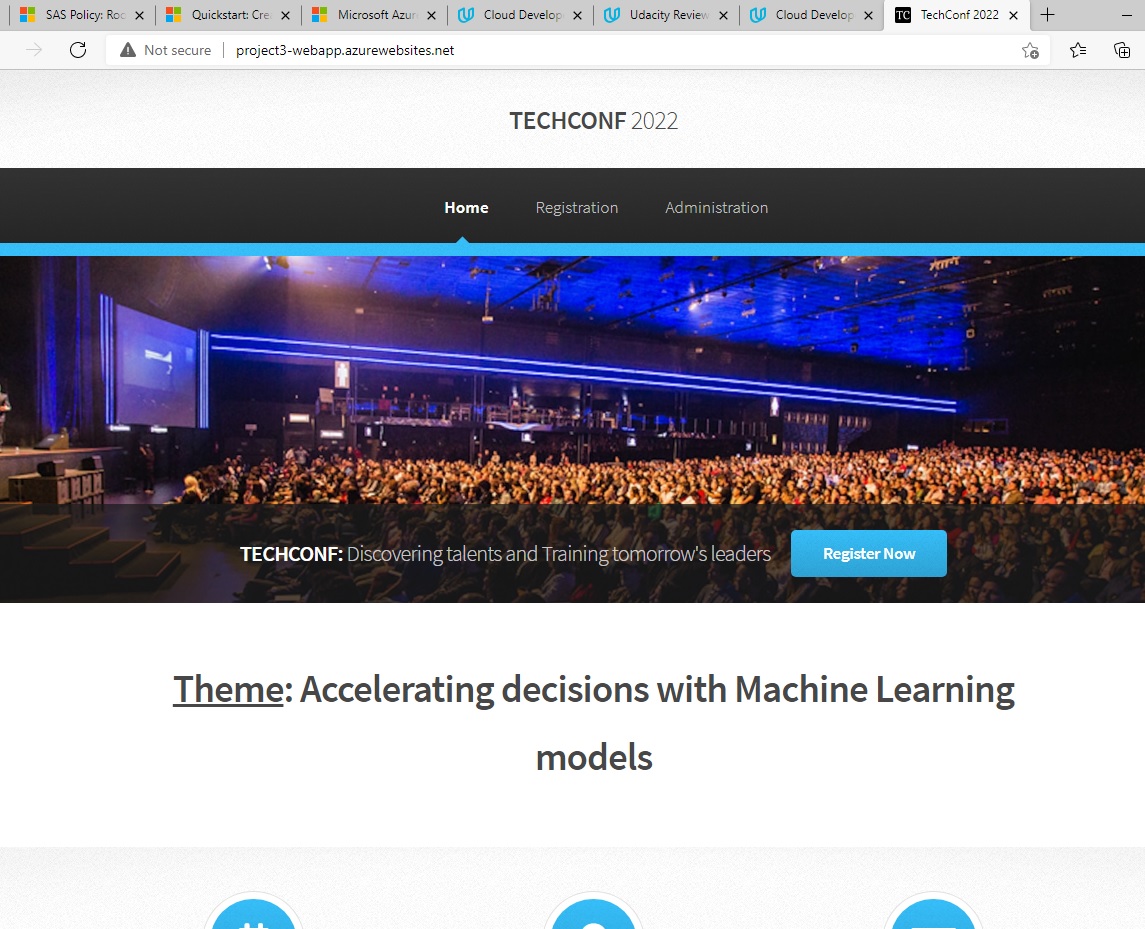 SAS Policy: Roc
Quickstart: Cre
Microsoft Azur
Cloud Develop
Udacity Review
Cloud Develop
TC TechConf 2022
Not secure project3-webapp.azurewebsites.net
TECHCONF 2022
Home Registration Administration
TECHCONF: Discovering talents and Training tomorrow's leaders Register Now
Theme: Accelerating decisions with Machine Learning
models